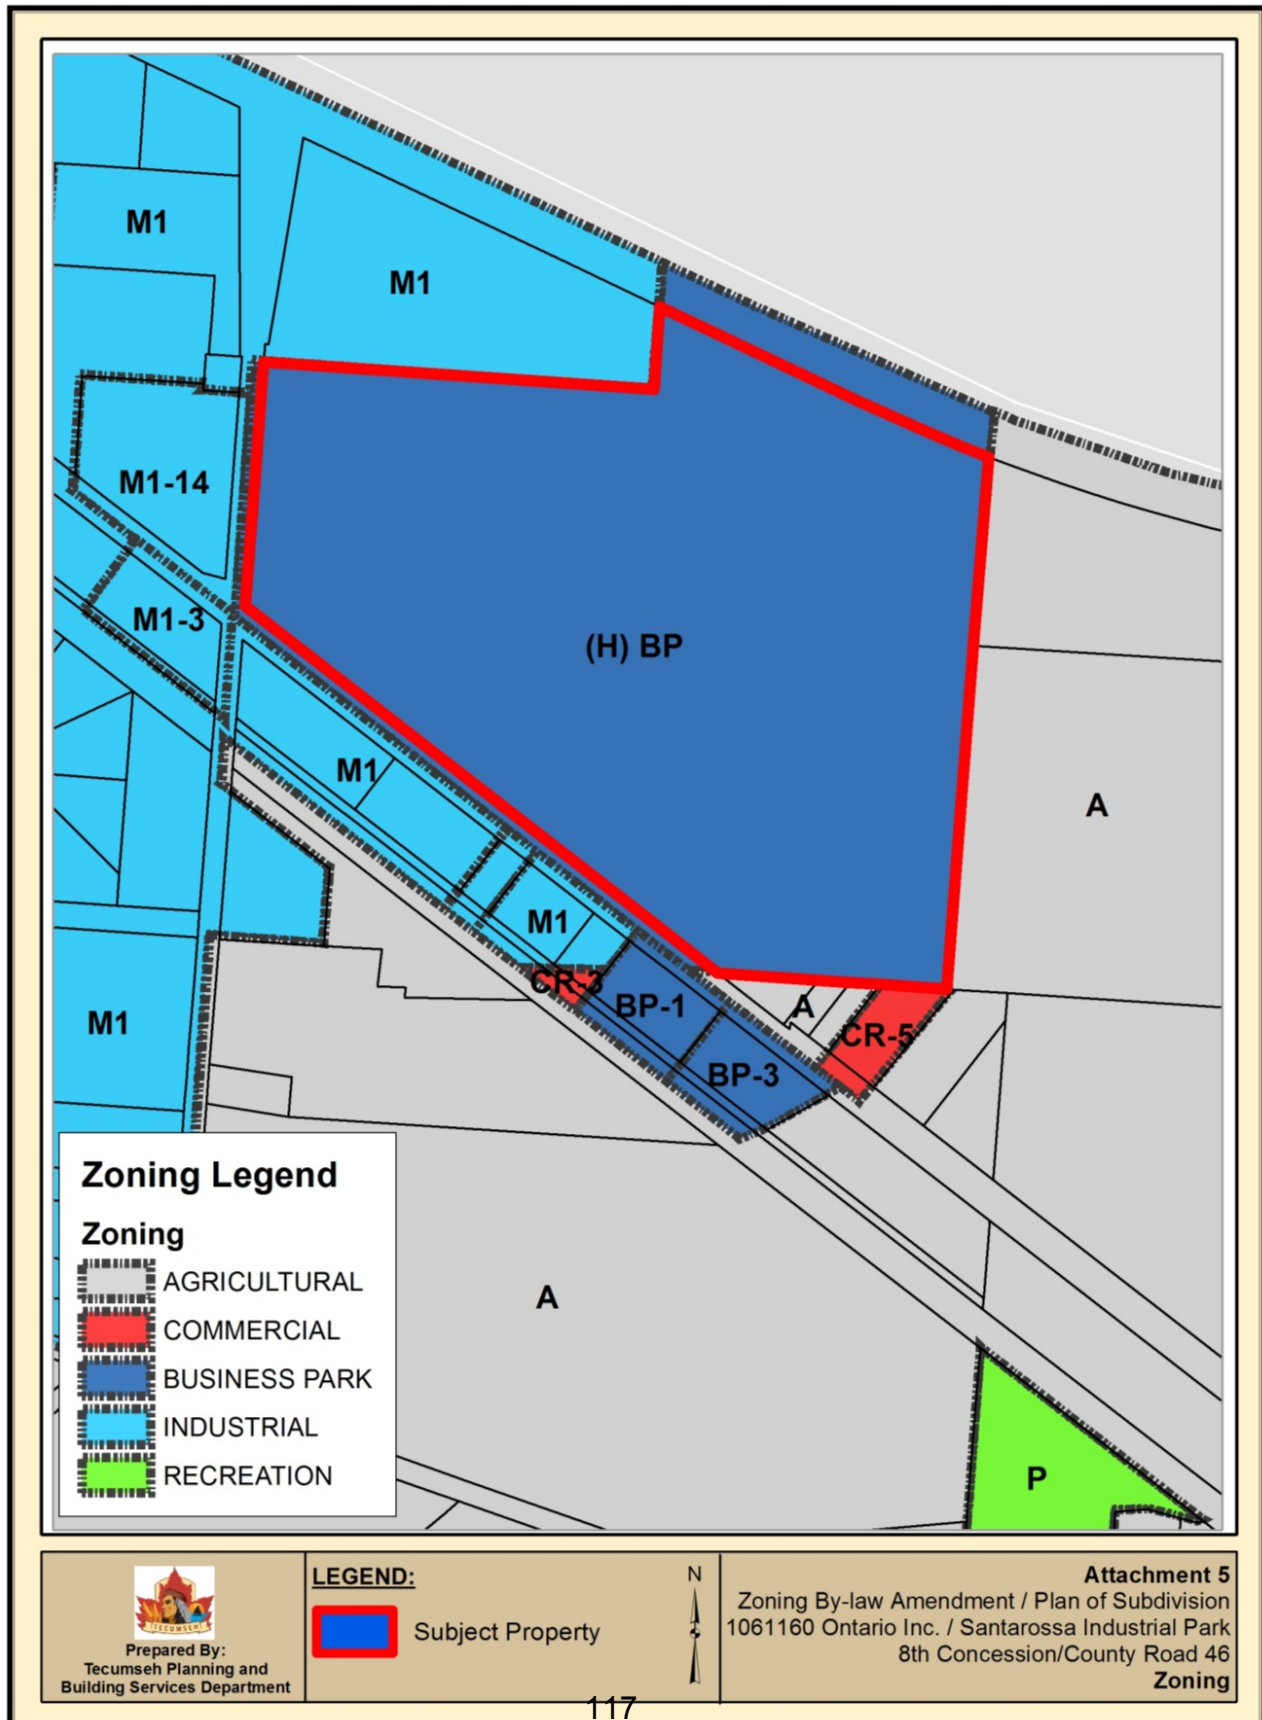 M1
M1
M1-14
M1-3
(H) BP
M1
A
M1
CR-3
BP-1
A
CR-5
M1
BP-3
A
P
Zoning Legend
Zoning
AGRICULTURAL
COMMERCIAL
BUSINESS PARK
INDUSTRIAL
RECREATION
TECUMSEH
Prepared By:
Tecumseh Planning and
Building Services Department
LEGEND:
Subject Property
N
Attachment 5
Zoning By-law Amendment / Plan of Subdivision
1061160 Ontario Inc. / Santarossa Industrial Park
8th Concession/County Road 46
Zoning
117